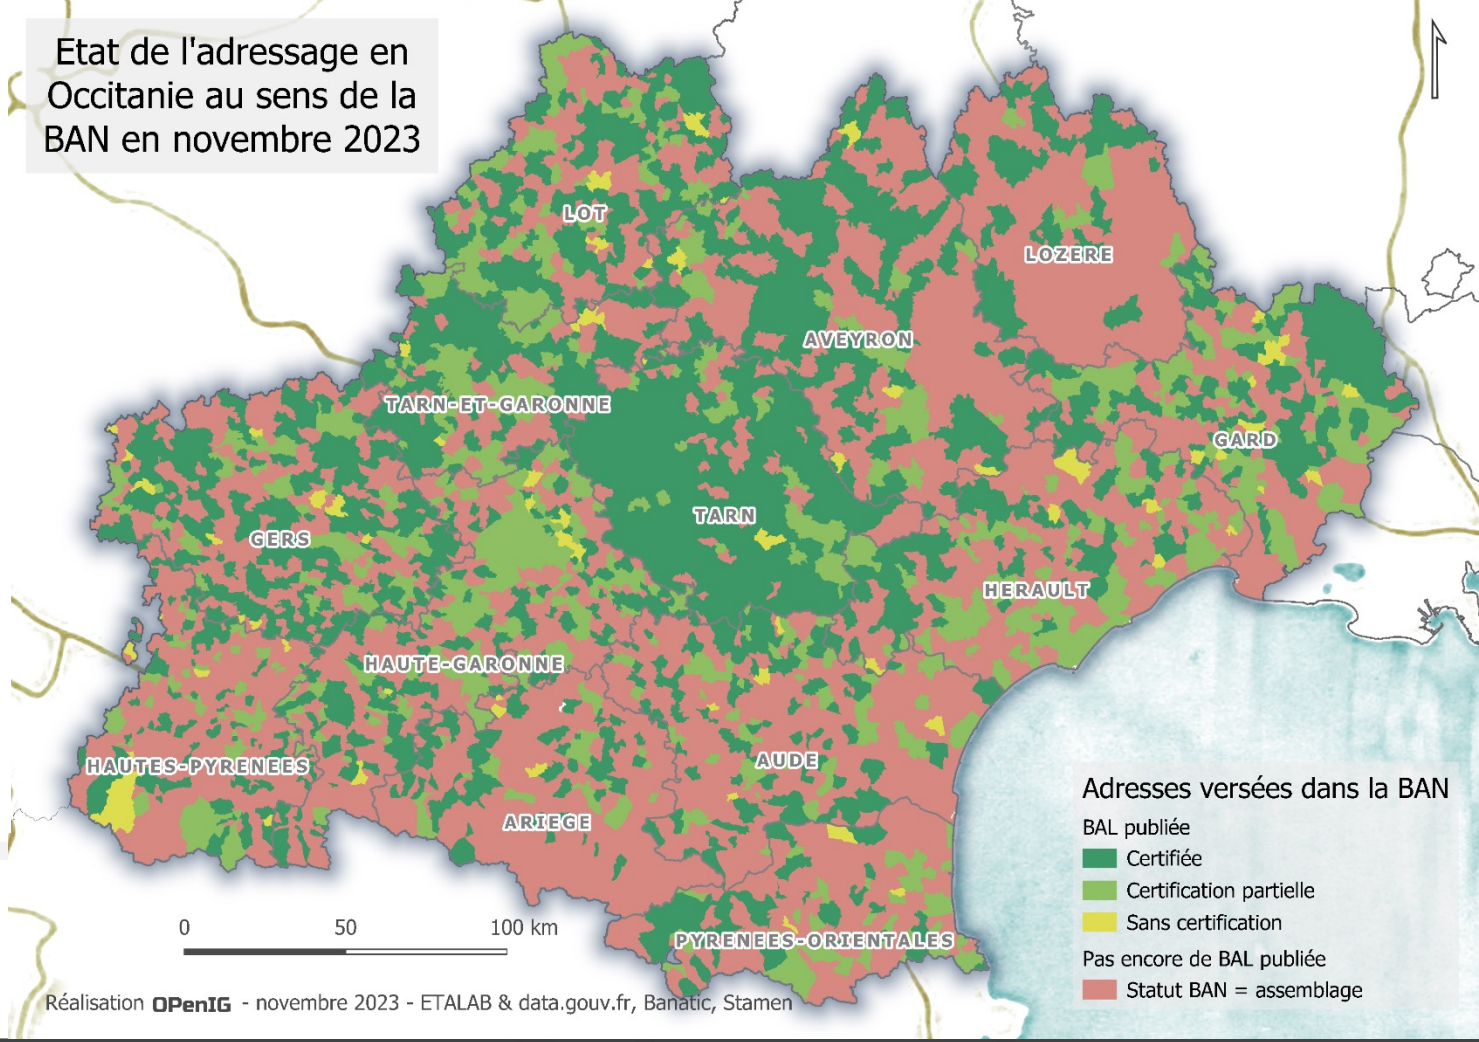 Etat de l'adressage en
Occitanie au sens de la
BAN en novembre 2023
LOT
LOZERE
AVEYRON
TARN-ET-GARONNE
GARD
TARN
GERS
HERAULT
HAUTE-GARONNE
AUDE
HAUTES-PYRENEES
ARIEGE
PYRENEES-ORIENTALES
Adresses versées dans la BAN
BAL publiée
Certifiée
Certification partielle
Sans certification
Pas encore de BAL publiée
Statut BAN = assemblage
0 50 100 km
Réalisation OPenIG - novembre 2023 - ETALAB & data.gouv.fr, Banatic, Stamen